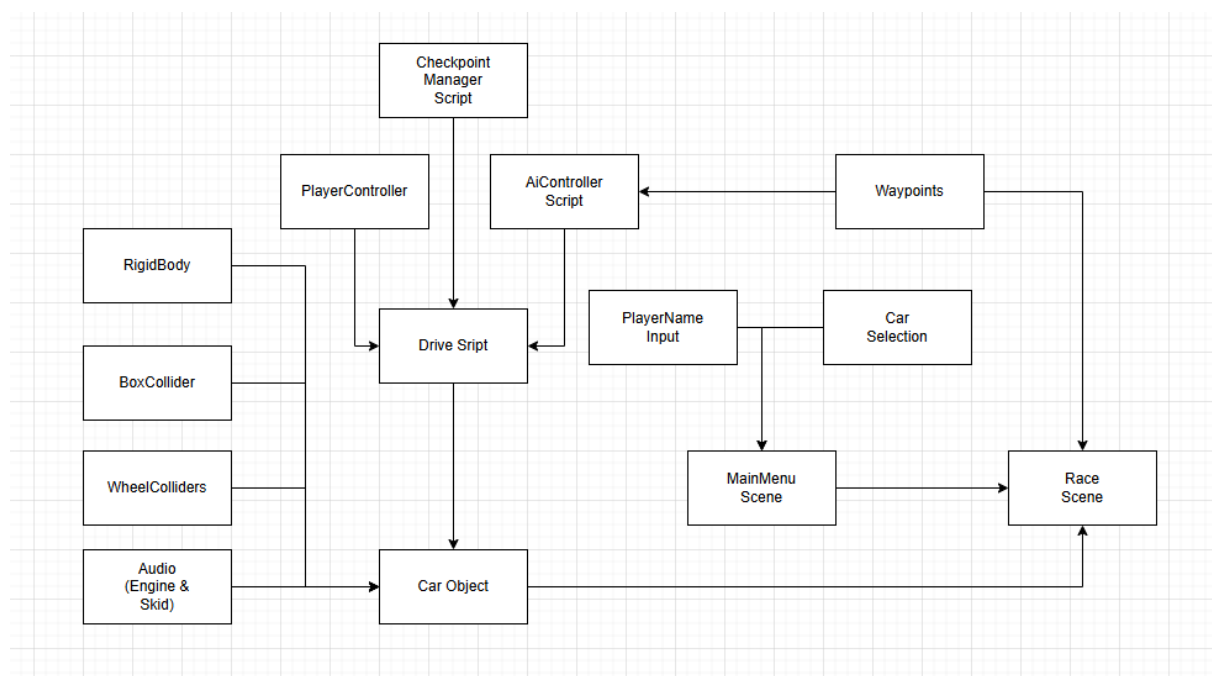 Checkpoint
Manager
Script
PlayerController
AiController
Script
Waypoints
RigidBody
PlayerName
Input
Car
Selection
Drive Sript
BoxCollider
WheelColliders
MainMenu
Scene
Race
Scene
Audio
(Engine &
Skid)
Car Object